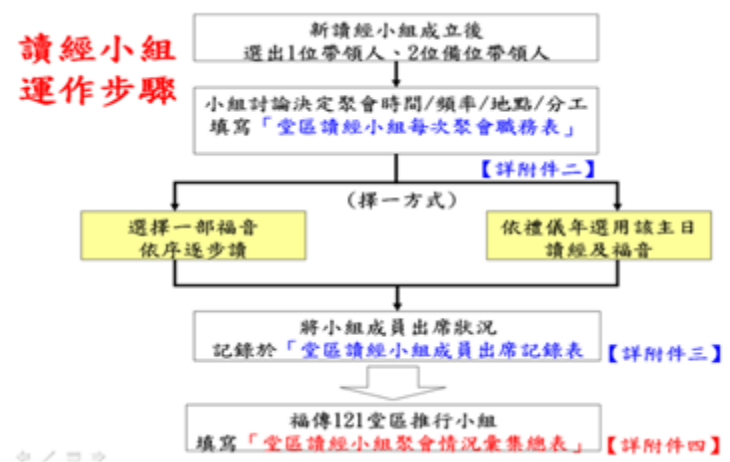 讀經小組
運作步驟
新讀經小組成立後
選出1位帶領人、2位備位帶領人
小組討論決定聚會時間/頻率/地點/分工
填寫「堂區讀經小組每次聚會職務表」
【詳附件二】
(擇一方式)
選擇一部福音
依序逐步讀
依禮儀年選用該主日
讀經及福音
將小組成員出席狀況
記錄於「堂區讀經小組成員出席記錄表
【詳附件三】
福傳121堂區推行小組
填寫「堂區讀經小組聚會情況彙集總表」
【詳附件四】